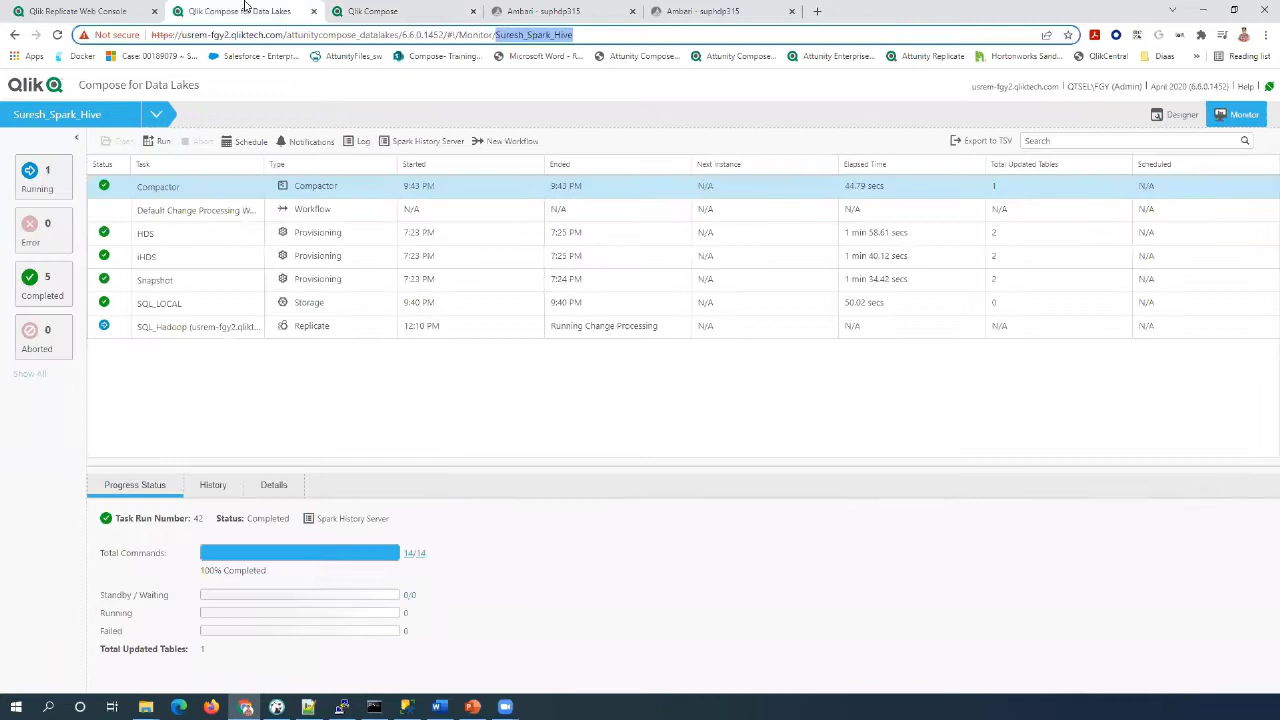 Qlik Replicate Web Console
Qlik Compose for Data Lakes
Qlik Compose
Ambari - suphdp315
Ambari - suphdp315
Not secure
https://usrem-fgy2.qliktech.com/attunitycompose_datalakes/6.6.0.1452/#!/Monitor/Suresh_Spark_Hive
Apps
Docker
Case: 00189079 ~ S...
Salesforce - Enterpr...
AttunityFiles_sw
Compose- Training...
Microsoft Word - R...
Attunity Compose...
Attunity Compose...
Attunity Enterprise...
Attunity Replicate
Hortonworks Sand...
QlikCentral
Diaas
»
Reading list
Qlik
Compose for Data Lakes
usrem-fgy2.qliktech.com
QTSEL\FGY (Admin)
April 2020 (6.6.0.1452)
Help
Suresh_Spark_Hive
Designer
Monitor
Open
Run
Abort
Schedule
Notifications
Log
Spark History Server
New Workflow
Export to TSV
Search
1
Running
0
Error
5
Completed
0
Aborted
Show All
Status Task Type Started Ended Next Instance Elapsed Time Total Updated Tables Scheduled
Compactor Compactor 9:43 PM 9:43 PM N/A 44.79 secs 1 N/A
Default Change Processing W... Workflow N/A N/A N/A N/A N/A N/A
HDS Provisioning 7:23 PM 7:25 PM N/A 1 min 58.61 secs 2 N/A
iHDS Provisioning 7:23 PM 7:23 PM N/A 1 min 40.12 secs 2 N/A
Snapshot Provisioning 7:23 PM 7:24 PM N/A 1 min 34.42 secs 2 N/A
SQL_LOCAL Storage 9:40 PM 9:40 PM N/A 50.02 secs 0 N/A
SQL_Hadoop (usrem-fgy2.qlikt... Replicate 12:10 PM Running Change Processing N/A N/A N/A N/A
Progress Status
History
Details
Task Run Number: 42 Status: Completed Spark History Server
Total Commands: 14/14
100% Completed
Standby / Waiting 0/0
Running 0
Failed 0
Total Updated Tables: 1